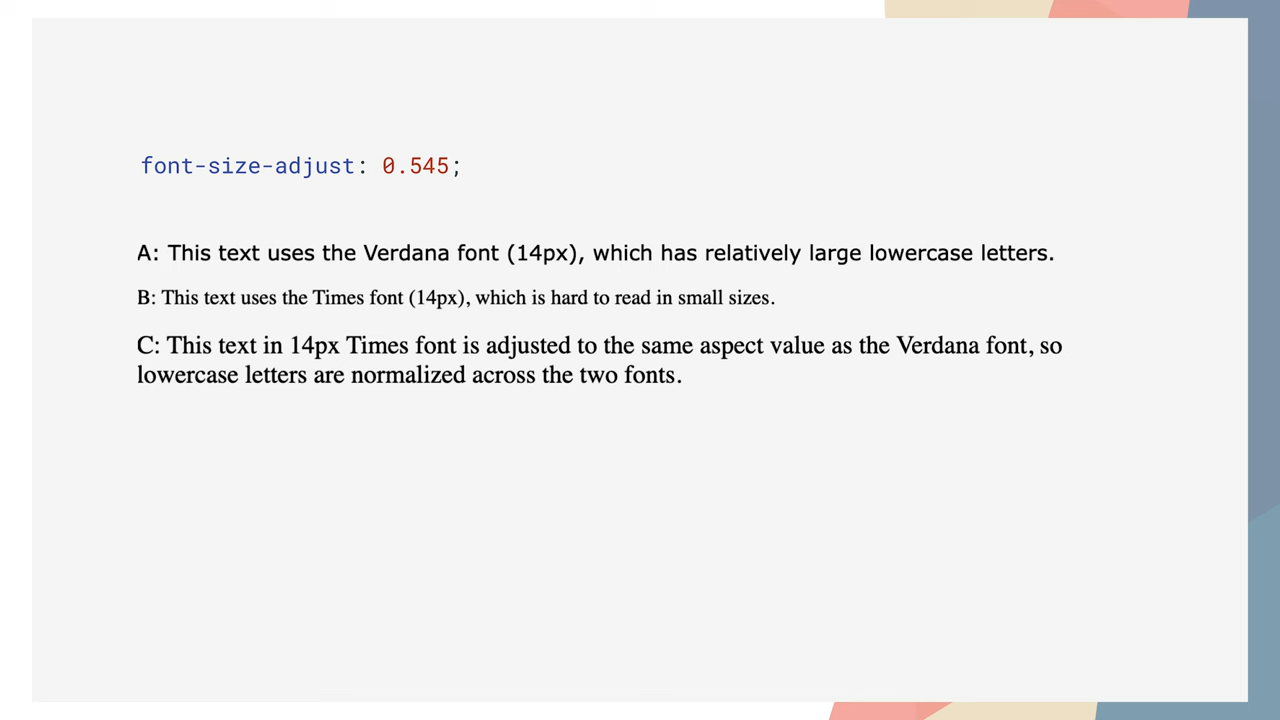 font-size-adjust: 0.545;
A: This text uses the Verdana font (14px), which has relatively large lowercase letters.
B: This text uses the Times font (14px), which is hard to read in small sizes.
C: This text in 14px Times font is adjusted to the same aspect value as the Verdana font, so
lowercase letters are normalized across the two fonts.